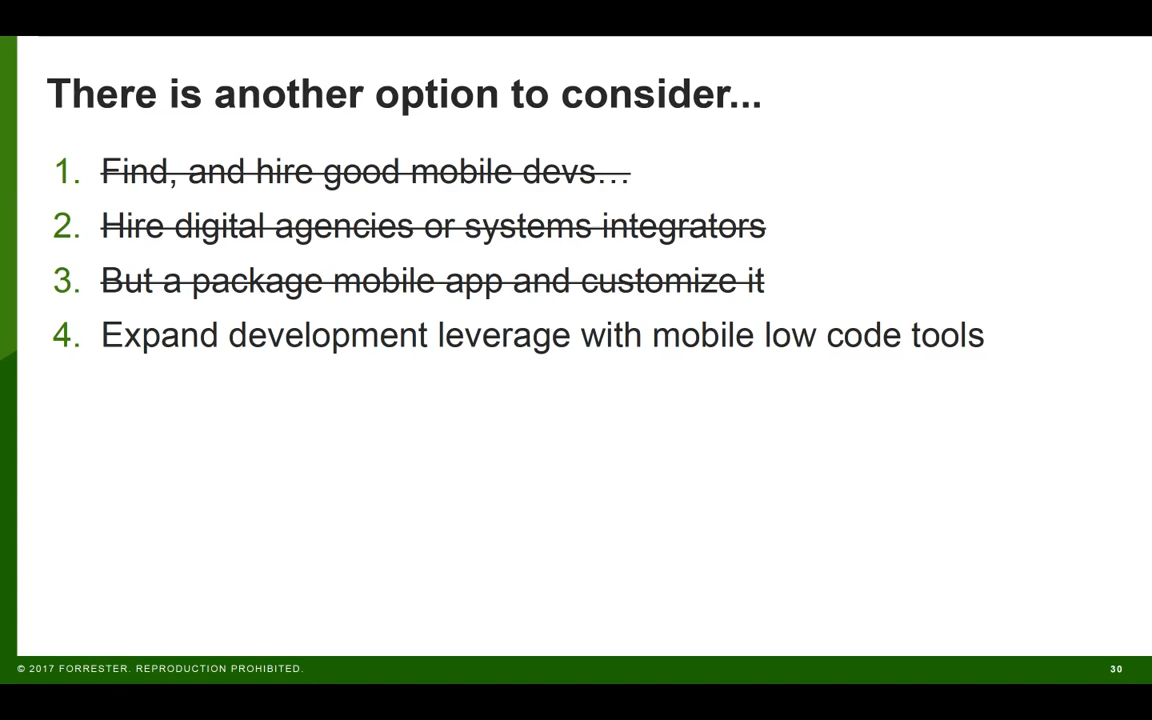 There is another option to consider...
1. Find, and hire good mobile devs…
2. Hire digital agencies or systems integrators
3. But a package mobile app and customize it
4. Expand development leverage with mobile low code tools
© 2017 FORRESTER. REPRODUCTION PROHIBITED.
30